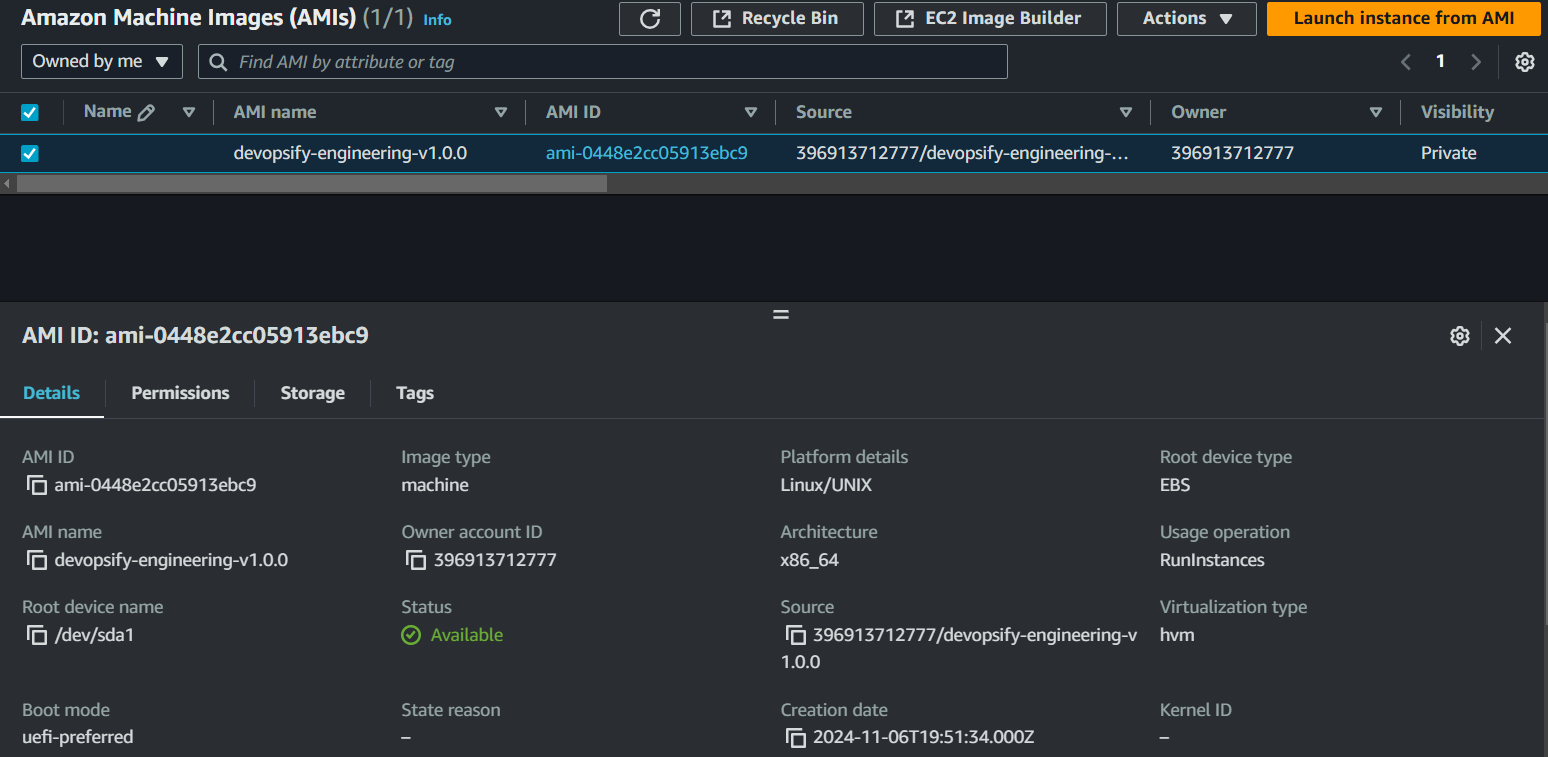 Amazon Machine Images (AMIs) (1/1) Info Recycle Bin EC2 Image Builder Actions Launch instance from AMI
Owned by me Find AMI by attribute or tag 1
Name AMI name AMI ID Source Owner Visibility
devopsify-engineering-v1.0.0 ami-0448e2cc05913ebc9 396913712777/devopsify-engineering-... 396913712777 Private
AMI ID: ami-0448e2cc05913ebc9
Details Permissions Storage Tags
AMI ID Image type Platform details Root device type
ami-0448e2cc05913ebc9 machine Linux/UNIX EBS
AMI name Owner account ID Architecture Usage operation
devopsify-engineering-v1.0.0 396913712777 x86_64 RunInstances
Root device name Status Source Virtualization type
/dev/sda1 Available 396913712777/devopsify-engineering-v hvm
1.0.0
Boot mode State reason Creation date Kernel ID
uefi-preferred – 2024-11-06T19:51:34.000Z –